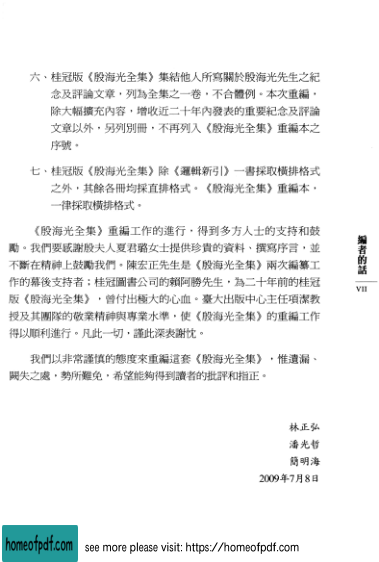 六、桂冠版《殷海光全集》集結他人所寫關於殷海光先生之紀
念及評論文章，列為全集之一卷，不合體例。本次重編，
除大幅擴充內容，增收近二十年內發表的重要紀念及評論
文章以外，另列別冊，不再列入《殷海光全集》重編本之
序號。
七、桂冠版《殷海光全集》除《邏輯新引》一書採取橫排格式
之外，其餘各冊均採直排格式。《殷海光全集》重編本，
一律採取橫排格式。
《殷海光全集》重編工作的進行，得到多方人士的支持和鼓
勵。我們要感謝殷夫人夏君璐女士提供珍貴的資料、撰寫序言，並
不斷在精神上鼓勵我們。陳宏正先生是《殷海光全集》兩次編纂工
作的幕後支持者；桂冠圖書公司的賴阿勝先生，為二十年前的桂冠
版《殷海光全集》，曾付出極大的心血。臺大出版中心主任項潔教
授及其團隊的敬業精神與專業水準，使《殷海光全集》的重編工作
得以順利進行。凡此一切，謹此深表謝忱。
我們以非常謹慎的態度來重編這套《殷海光全集》，惟遺漏、
闕失之處，勢所難免，希望能夠得到讀者的批評和指正。
林正弘
潘光哲
簡明海
2009年7月8日
編者的話
VII
homeofpdf.com
see more please visit: https://homeofpdf.com